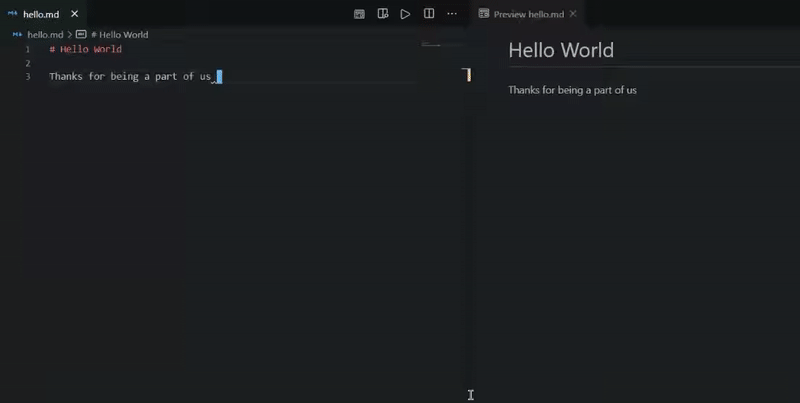 hello.md
Preview hello.md
hello.md > # Hello World
1 # Hello World
2
3 Thanks for being a part of us
Hello World
Thanks for being a part of us